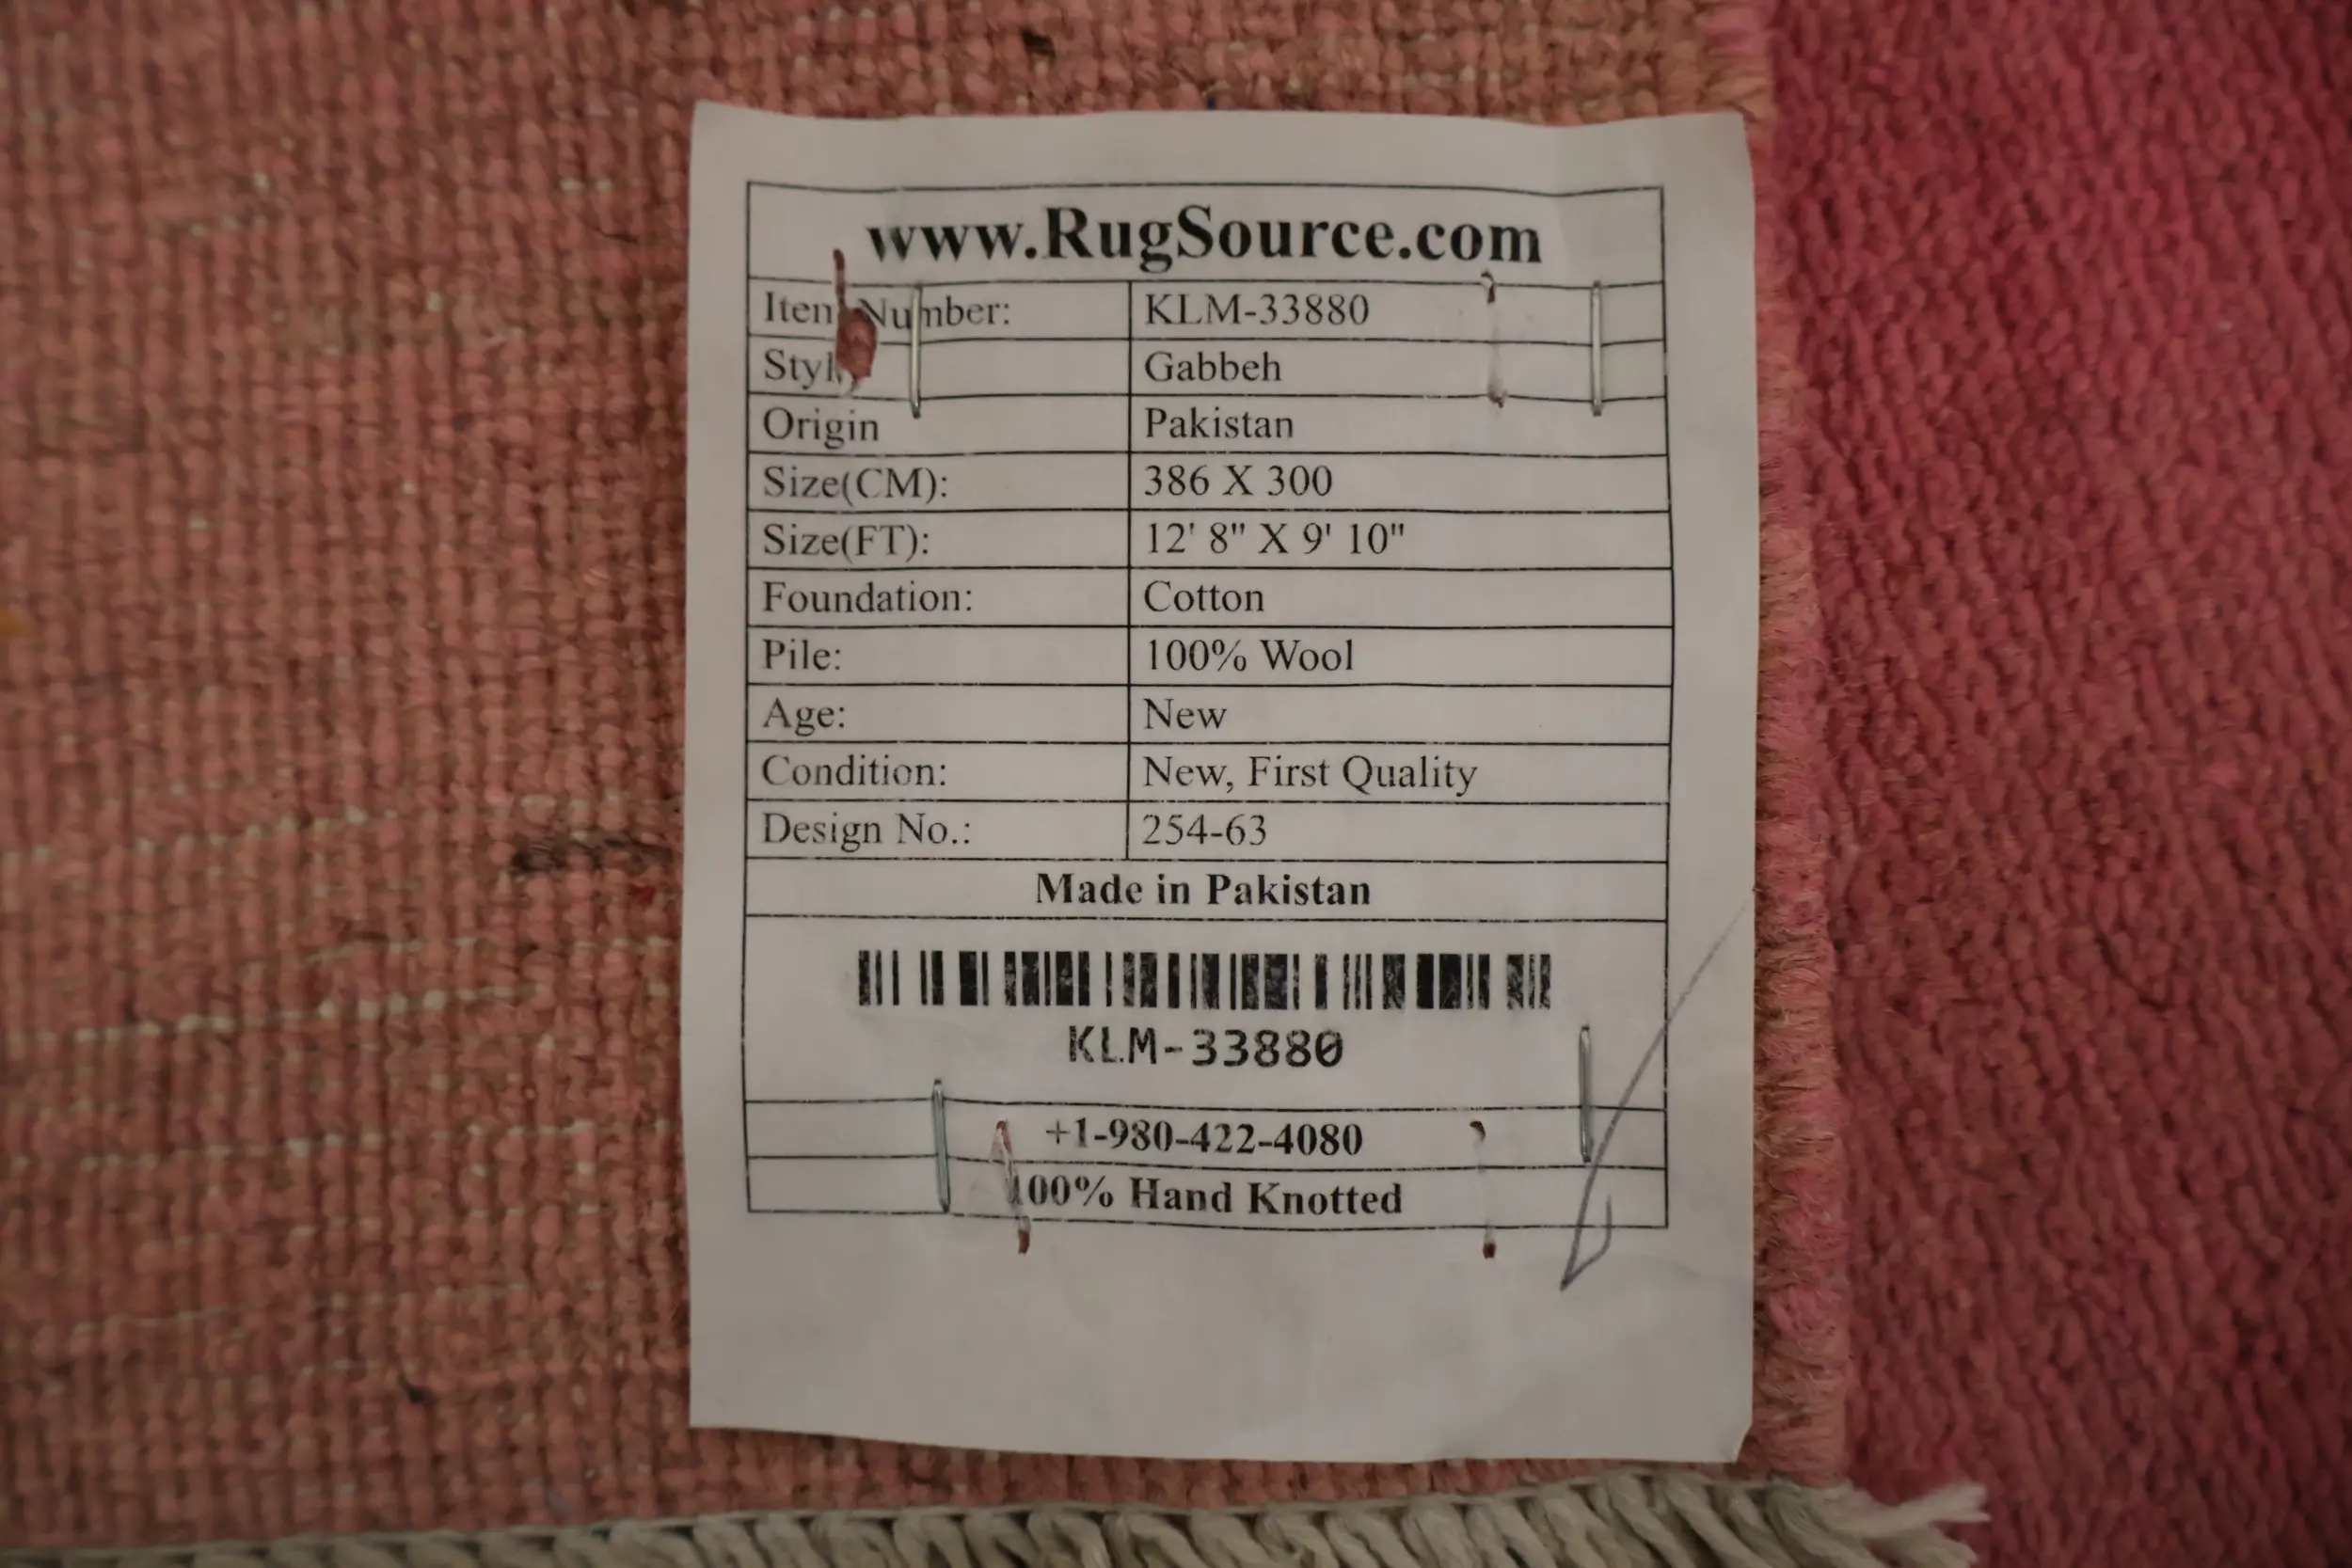 www.RugSource.com
Item Number: KLM-33880
Style Gabbeh
Origin Pakistan
Size(CM): 386 X 300
Size(FT): 12' 8" X 9' 10"
Foundation: Cotton
Pile: 100% Wool
Age: New
Condition: New, First Quality
Design No.: 254-63
Made in Pakistan
KLM-33880
+1-980-422-4080
100% Hand Knotted